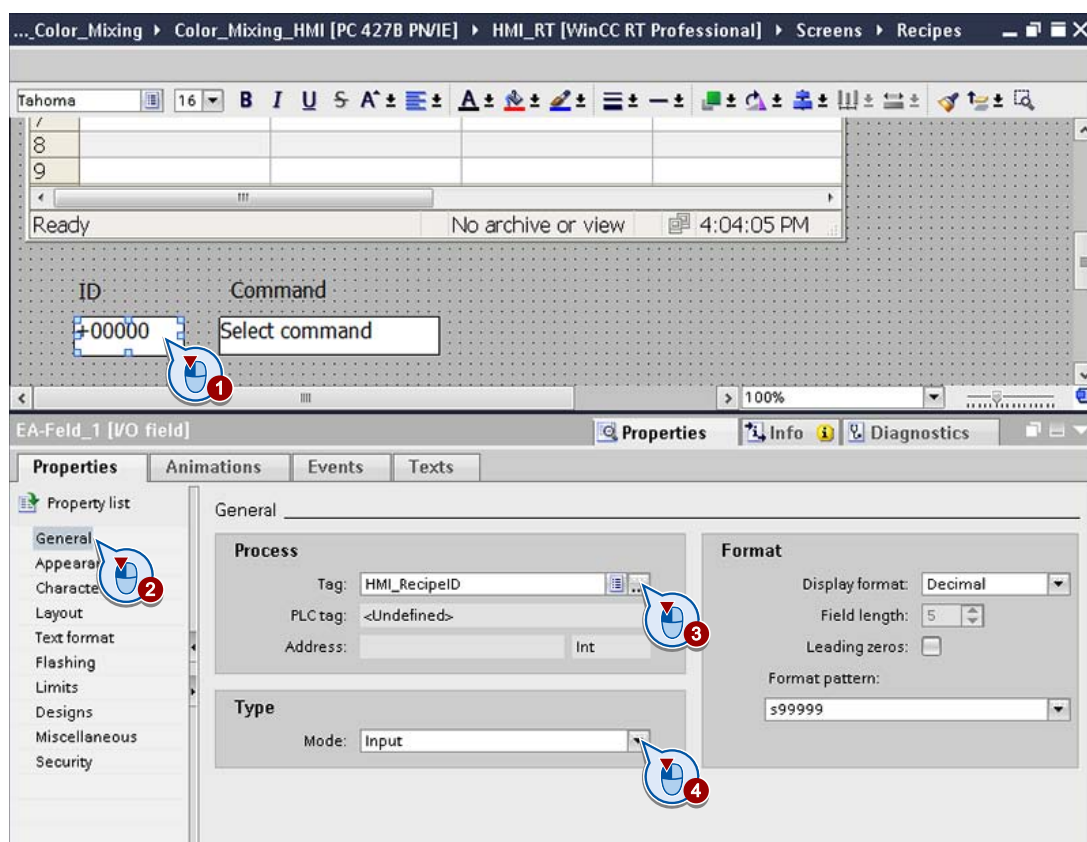 ..._Color_Mixing ▸ Color_Mixing_HMI [PC 427B PN/IE] ▸ HMI_RT [WinCC RT Professional] ▸ Screens ▸ Recipes
Tahoma 16 B I U S A
7
8
9
Ready No archive or view 4:04:05 PM
ID Command
+00000 Select command
1
100%
EA-Feld_1 [I/O field] Properties Info Diagnostics
Properties Animations Events Texts
Property list
General
General
Process
Format
Tag: HMI_RecipeID
Display format: Decimal
2
PLC tag: <Undefined>
Field length: 5
Layout
3
Text format
Address: Int
Leading zeros:
Flashing
Limits
Format pattern:
Designs
Type
s99999
Miscellaneous
Mode: Input
Security
4